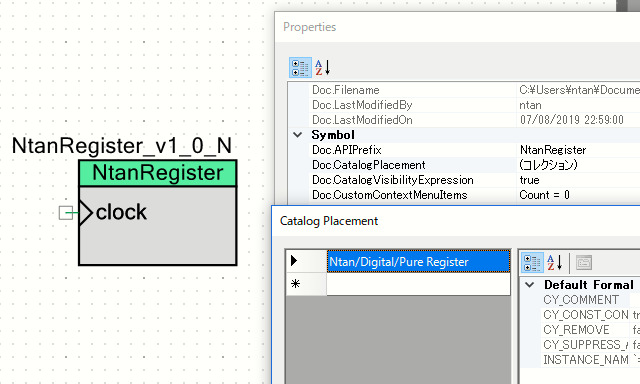 Properties
Doc.Filename C:¥Users¥ntan¥Docume
Doc.LastModifiedBy ntan
Doc.LastModifiedOn 07/08/2019 22:59:00
Symbol
Doc.APIPrefix NtanRegister
Doc.CatalogPlacement (コレクション)
Doc.CatalogVisibilityExpression true
Doc.CustomContextMenuItems Count = 0
NtanRegister_v1_0_N
NtanRegister
clock
Catalog Placement
Ntan/Digital/Pure Register
Default Formal
CY_COMMENT
CY_CONST_CON tr
CY_REMOVE fa
CY_SUPPRESS_A fa
INSTANCE_NAM `=